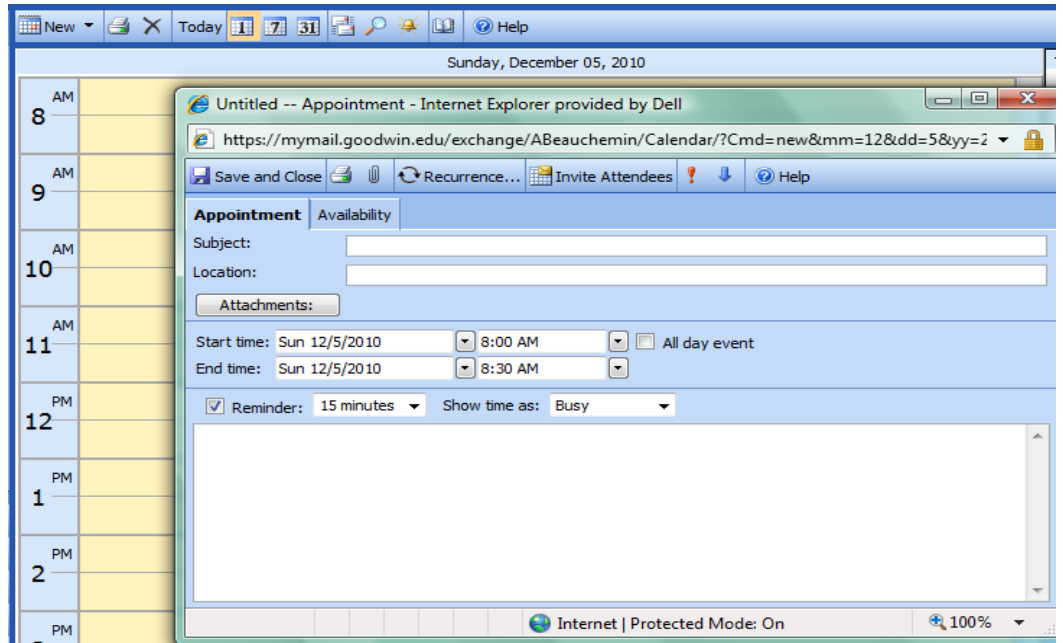 New Today 1 7 31 Help
Sunday, December 05, 2010
8 AM
9 AM
10 AM
11 AM
12 PM
1 PM
2 PM
PM
Untitled -- Appointment - Internet Explorer provided by Dell
https://mymail.goodwin.edu/exchange/ABeauchemin/Calendar/?Cmd=new&mm=12&dd=5&yy=2
Save and Close Recurrence... Invite Attendees Help
Appointment Availability
Subject:
Location:
Attachments:
Start time: Sun 12/5/2010 8:00 AM All day event
End time: Sun 12/5/2010 8:30 AM
Reminder: 15 minutes Show time as: Busy
Internet | Protected Mode: On 100%